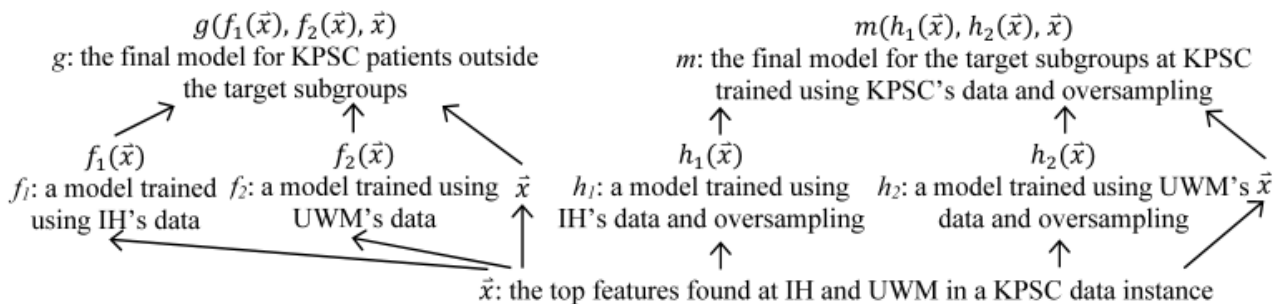 g(f₁(x⃗), f₂(x⃗), x⃗)
g: the final model for KPSC patients outside
the target subgroups
f₁(x⃗)
f₁: a model trained
using IH's data
f₂(x⃗)
f₂: a model trained using
UWM's data
x⃗
m(h₁(x⃗), h₂(x⃗), x⃗)
m: the final model for the target subgroups at KPSC
trained using KPSC's data and oversampling
h₁(x⃗)
h₁: a model trained using
IH's data and oversampling
h₂(x⃗)
h₂: a model trained using UWM's
data and oversampling
x⃗
x⃗: the top features found at IH and UWM in a KPSC data instance